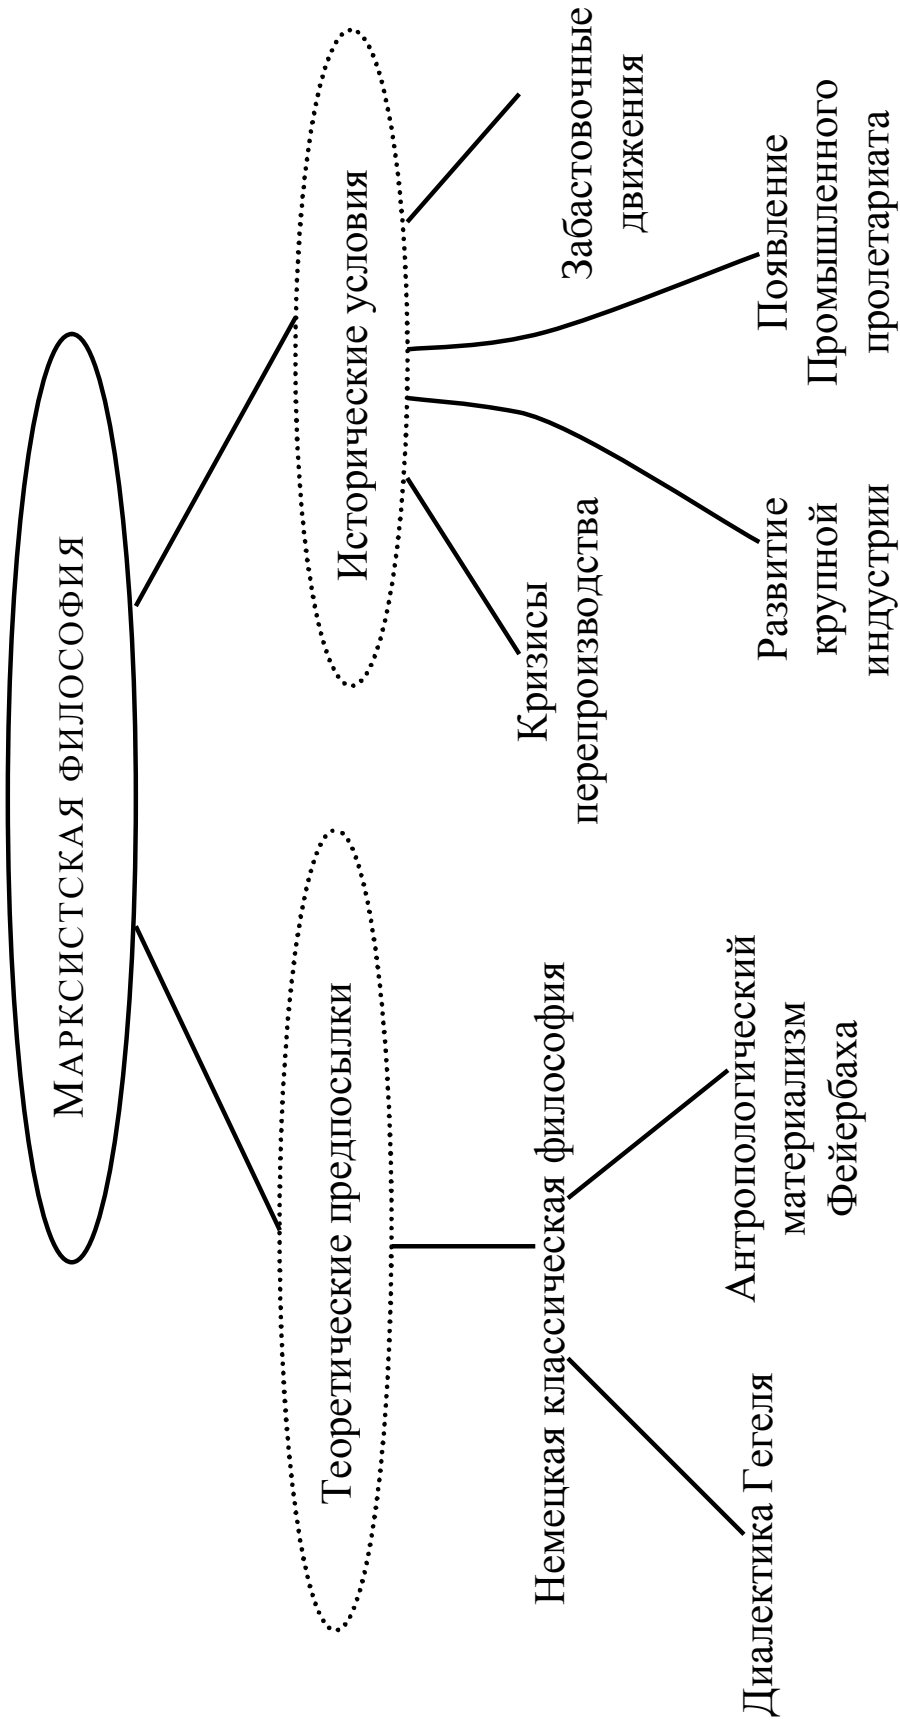 МАРКСИСТСКАЯ ФИЛОСОФИЯ
Теоретические предпосылки
Исторические условия
Немецкая классическая философия
Диалектика Гегеля
Антропологический
материализм
Фейербаха
Кризисы
перепроизводства
Развитие
крупной
индустрии
Появление
Промышленного
пролетариата
Забастовочные
движения